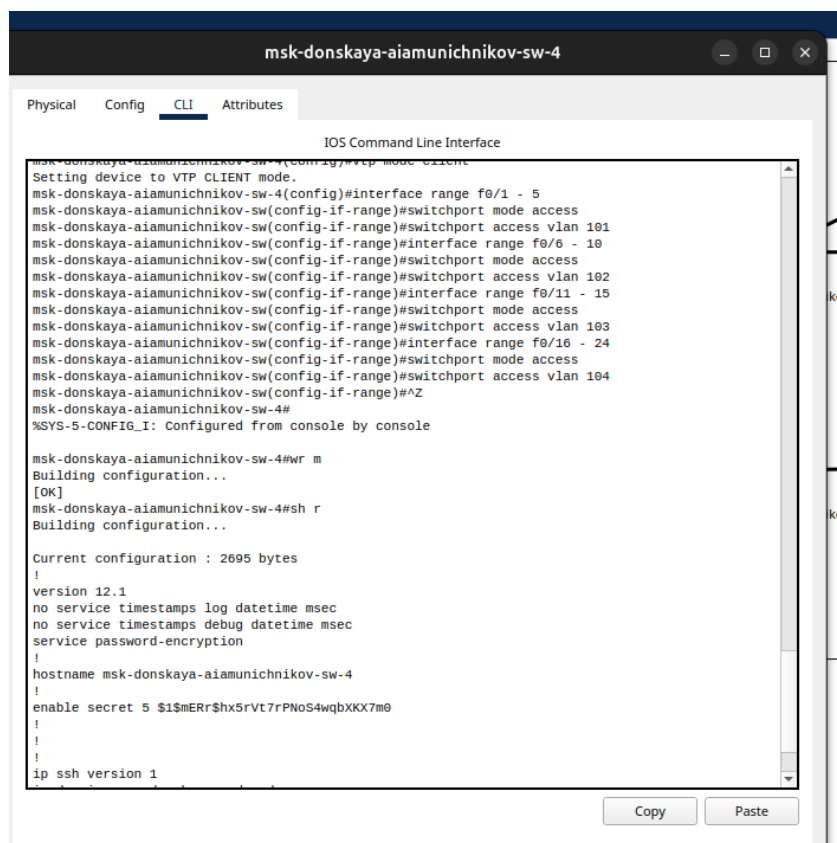 msk-donskaya-aiamunichnikov-sw-4
Physical Config CLI Attributes
IOS Command Line Interface
msk-donskaya-aiamunichnikov-sw-4(config)#vtp mode client
Setting device to VTP CLIENT mode.
msk-donskaya-aiamunichnikov-sw-4(config)#interface range f0/1 - 5
msk-donskaya-aiamunichnikov-sw(config-if-range)#switchport mode access
msk-donskaya-aiamunichnikov-sw(config-if-range)#switchport access vlan 101
msk-donskaya-aiamunichnikov-sw(config-if-range)#interface range f0/6 - 10
msk-donskaya-aiamunichnikov-sw(config-if-range)#switchport mode access
msk-donskaya-aiamunichnikov-sw(config-if-range)#switchport access vlan 102
msk-donskaya-aiamunichnikov-sw(config-if-range)#interface range f0/11 - 15
msk-donskaya-aiamunichnikov-sw(config-if-range)#switchport mode access
msk-donskaya-aiamunichnikov-sw(config-if-range)#switchport access vlan 103
msk-donskaya-aiamunichnikov-sw(config-if-range)#interface range f0/16 - 24
msk-donskaya-aiamunichnikov-sw(config-if-range)#switchport mode access
msk-donskaya-aiamunichnikov-sw(config-if-range)#switchport access vlan 104
msk-donskaya-aiamunichnikov-sw(config-if-range)#^Z
msk-donskaya-aiamunichnikov-sw-4#
%SYS-5-CONFIG_I: Configured from console by console
msk-donskaya-aiamunichnikov-sw-4#wr m
Building configuration...
[OK]
msk-donskaya-aiamunichnikov-sw-4#sh r
Building configuration...
Current configuration : 2695 bytes
!
version 12.1
no service timestamps log datetime msec
no service timestamps debug datetime msec
service password-encryption
!
hostname msk-donskaya-aiamunichnikov-sw-4
!
enable secret 5 $1$mERr$hx5rVt7rPNoS4wqbXKX7m0
!
!
!
ip ssh version 1
Copy Paste